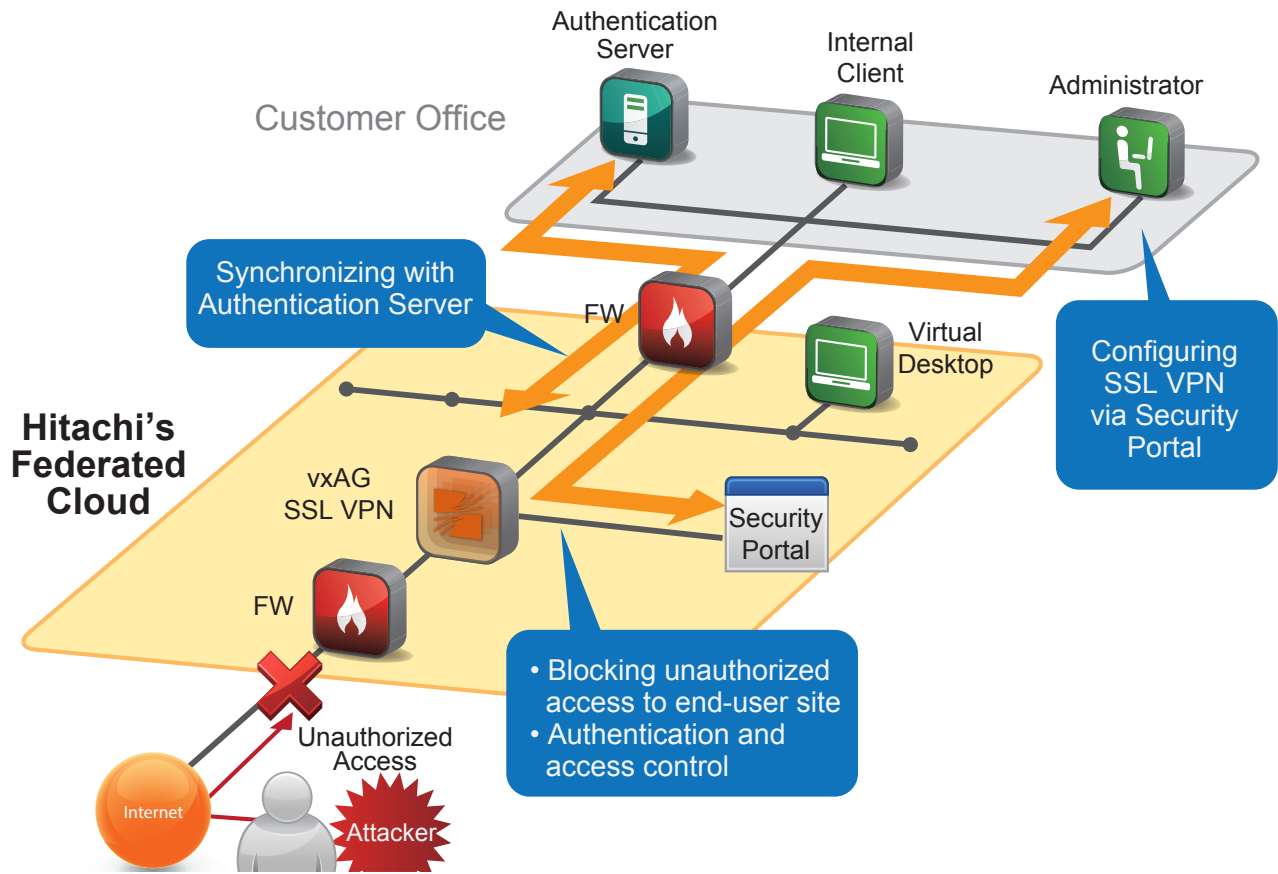 Authentication
Server
Internal
Client
Administrator
Customer Office
Synchronizing with
Authentication Server
FW
Virtual
Desktop
Configuring
SSL VPN
via Security
Portal
Hitachi's
Federated
Cloud
vxAG
SSL VPN
Security
Portal
FW
• Blocking unauthorized
access to end-user site
• Authentication and
access control
Unauthorized
Access
Internet
Attacker